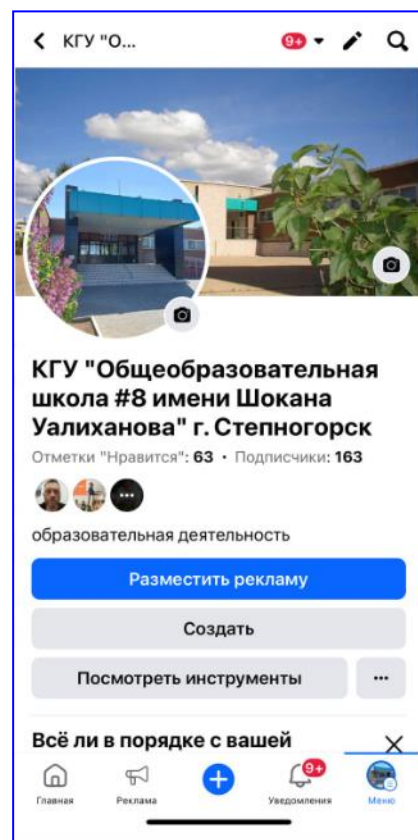 КГУ "О...
9+
КГУ "Общеобразовательная
школа #8 имени Шокана
Уалиханова" г. Степногорск
Отметки "Нравится": 63 • Подписчики: 163
образовательная деятельность
Разместить рекламу
Создать
Посмотреть инструменты
Всё ли в порядке с вашей
9+
Главная Реклама Уведомления Меню